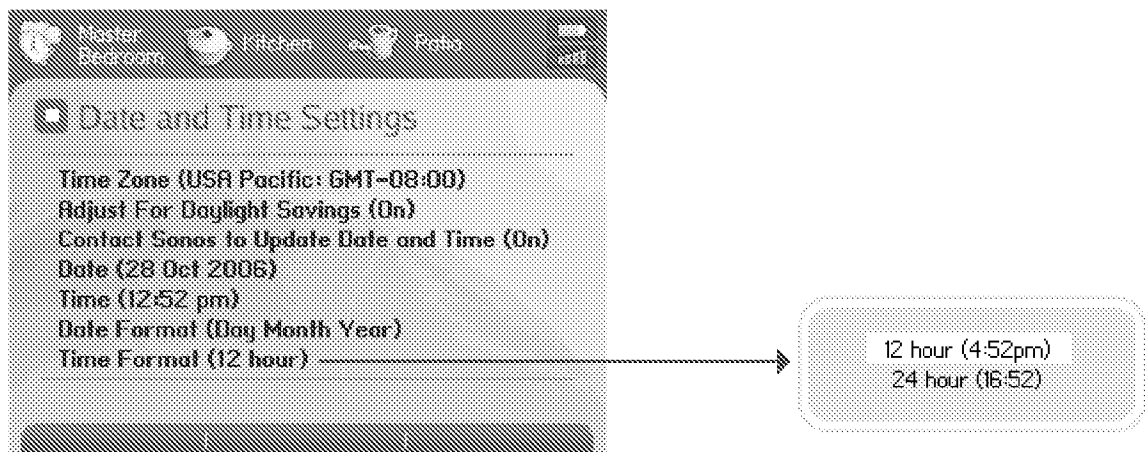 Master
Bedroom
Kitchen
Patio
Date and Time Settings
Time Zone (USA Pacific: GMT-08:00)
Adjust For Daylight Savings (On)
Contact Sonos to Update Date and Time (On)
Date (28 Oct 2006)
Time (12:52 pm)
Date Format (Day Month Year)
Time Format (12 hour)
12 hour (4:52pm)
24 hour (16:52)